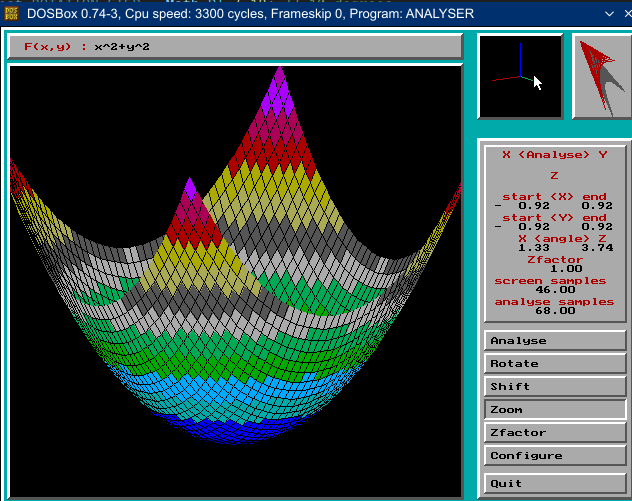 DOSBox 0.74-3, Cpu speed: 3300 cycles, Frameskip 0, Program: ANALYSER
F(x,y) : x^2+y^2
X <Analyse> Y
Z
start <X> end
- 0.92 0.92
start <Y> end
- 0.92 0.92
X <angle> Z
1.33 3.74
Zfactor
1.00
screen samples
46.00
analyse samples
68.00
Analyse
Rotate
Shift
Zoom
Zfactor
Configure
Quit